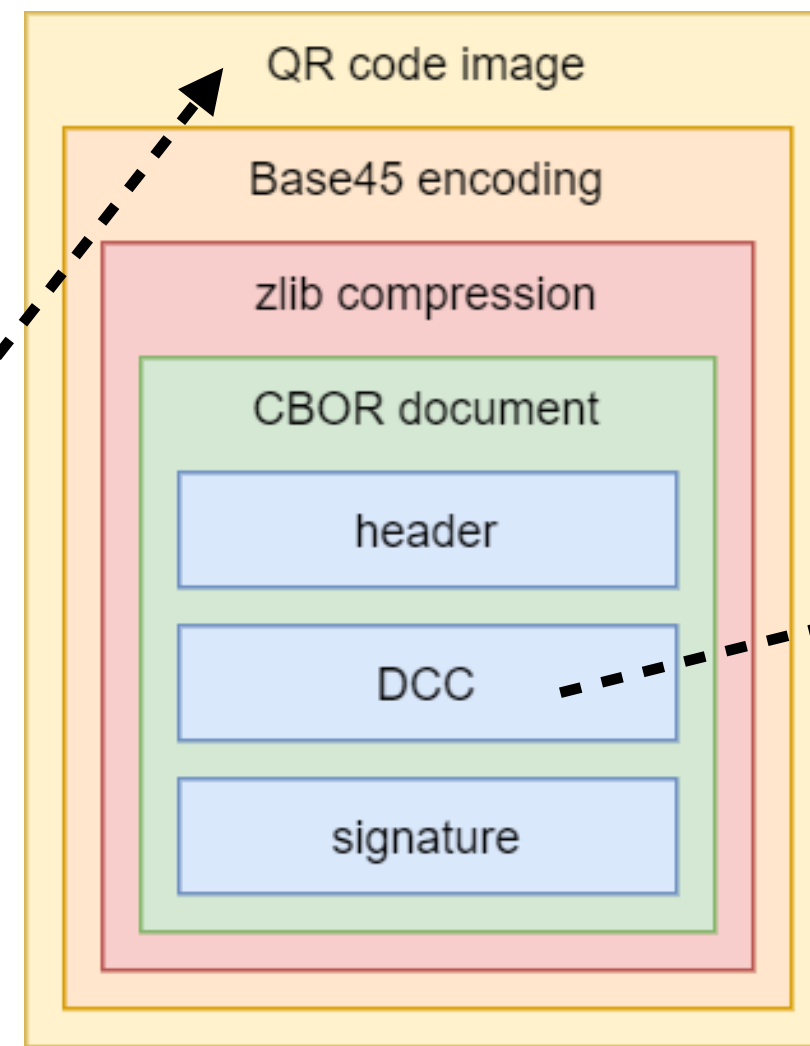 QR code image
Base45 encoding
zlib compression
CBOR document
header
DCC
signature